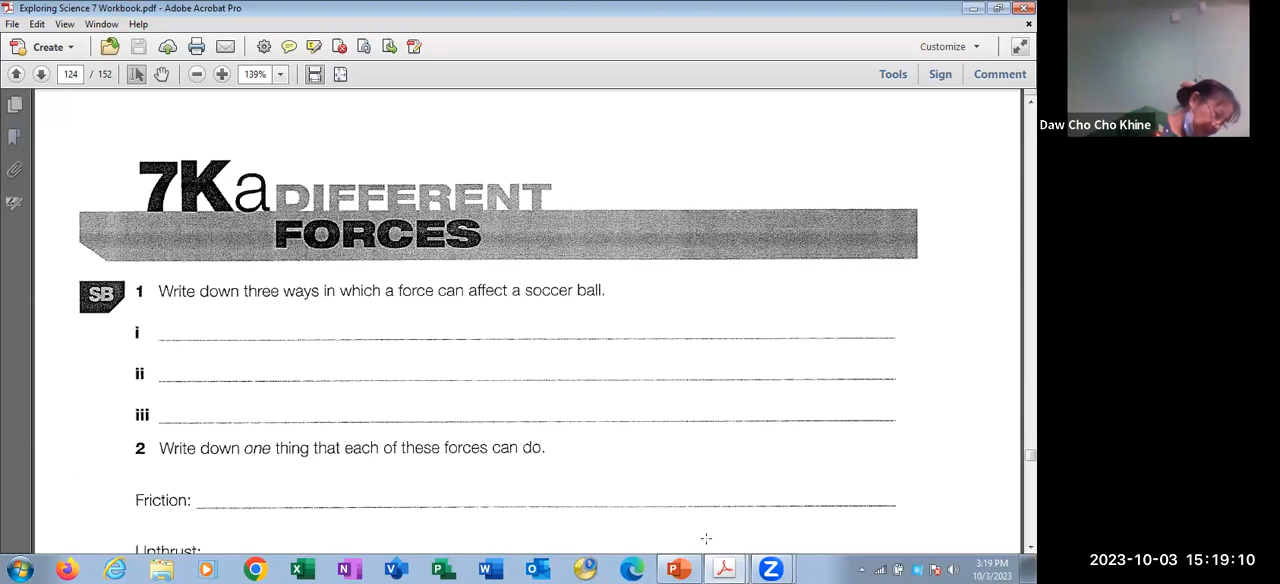 Exploring Science 7 Workbook.pdf - Adobe Acrobat Pro
File Edit View Window Help
Create
Customize
124 / 152
139%
Tools Sign Comment
Daw Cho Cho Khine
7Ka DIFFERENT
FORCES
SB 1 Write down three ways in which a force can affect a soccer ball.
i
ii
iii
2 Write down one thing that each of these forces can do.
Friction:
Upthrust:
3:19 PM
10/3/2023
2023-10-03 15:19:10